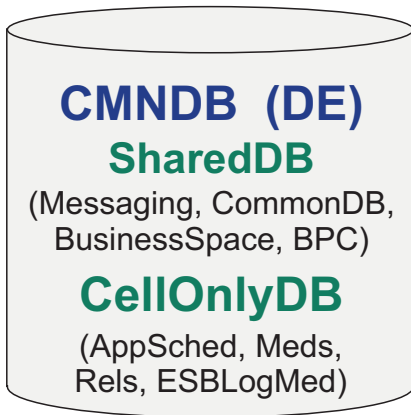 CMNDB (DE)
SharedDB
(Messaging, CommonDB,
BusinessSpace, BPC)
CellOnlyDB
(AppSched, Meds,
Rels, ESBLogMed)